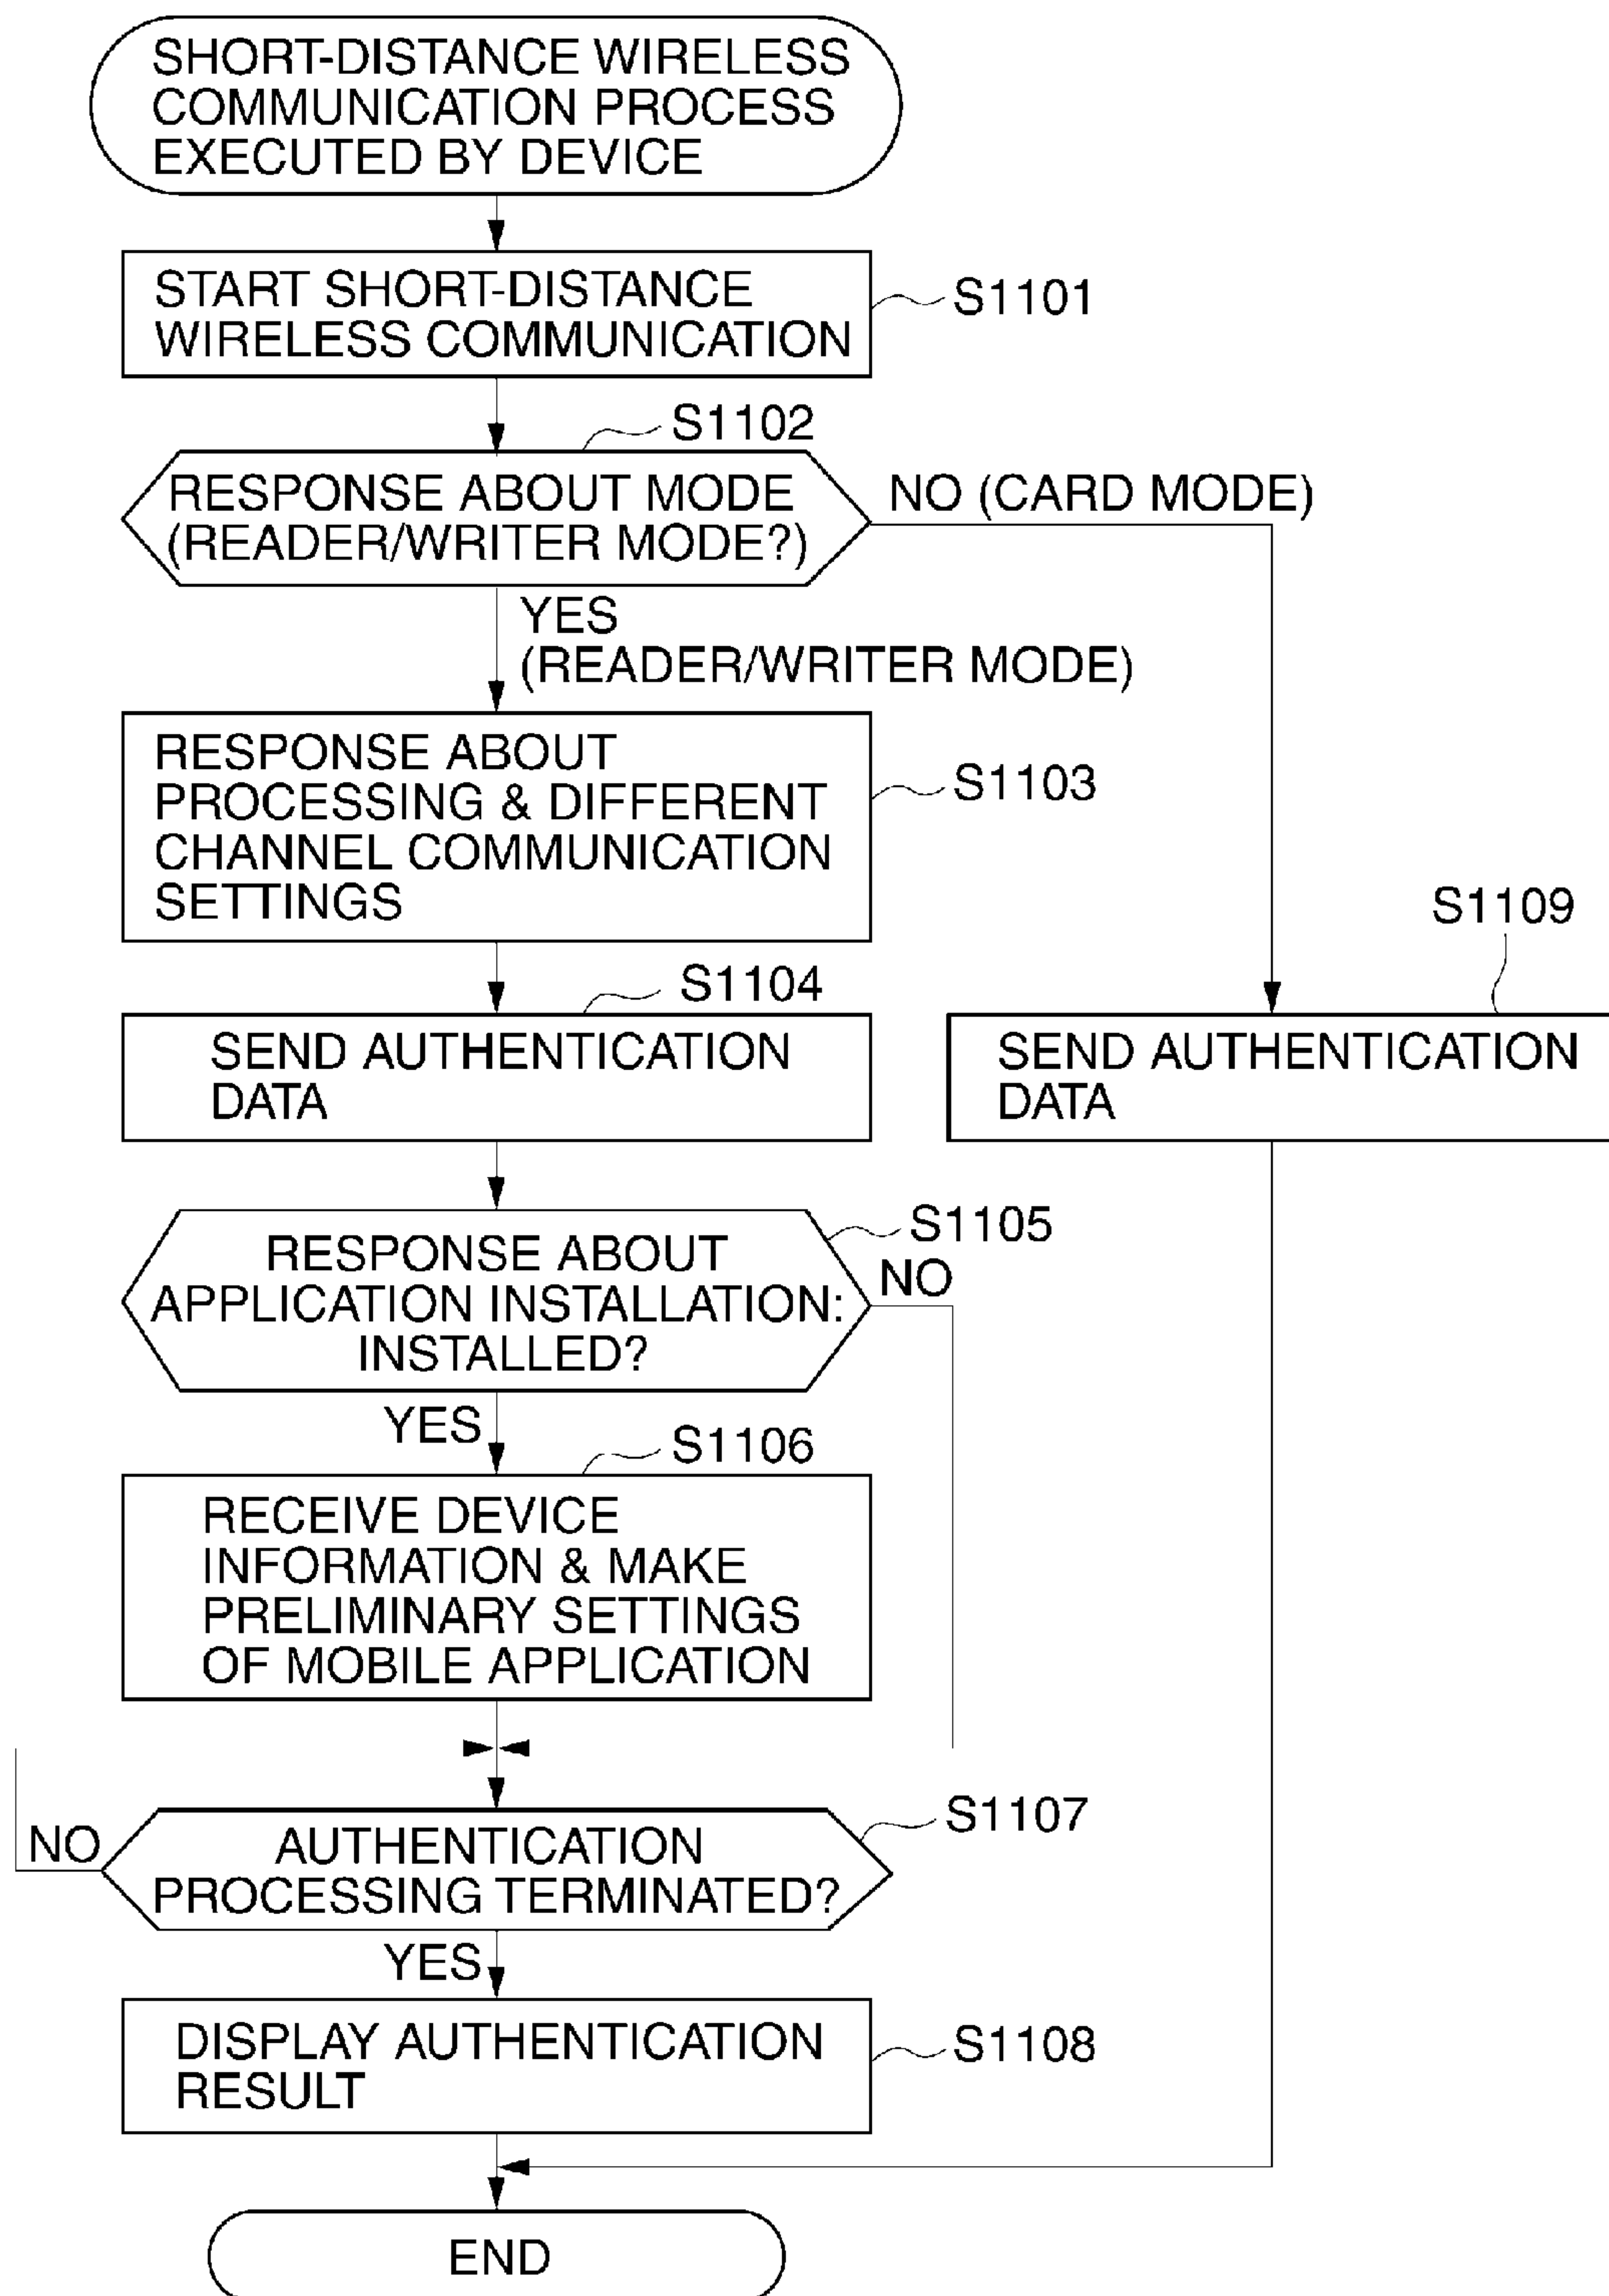 SHORT-DISTANCE WIRELESS
COMMUNICATION PROCESS
EXECUTED BY DEVICE
START SHORT-DISTANCE
WIRELESS COMMUNICATION
S1101
S1102
RESPONSE ABOUT MODE
(READER/WRITER MODE?)
NO (CARD MODE)
YES
(READER/WRITER MODE)
RESPONSE ABOUT
PROCESSING & DIFFERENT
CHANNEL COMMUNICATION
SETTINGS
S1103
S1104
SEND AUTHENTICATION
DATA
S1109
SEND AUTHENTICATION
DATA
S1105
RESPONSE ABOUT
APPLICATION INSTALLATION:
INSTALLED?
NO
YES
S1106
RECEIVE DEVICE
INFORMATION & MAKE
PRELIMINARY SETTINGS
OF MOBILE APPLICATION
S1107
NO
AUTHENTICATION
PROCESSING TERMINATED?
YES
DISPLAY AUTHENTICATION
RESULT
S1108
END